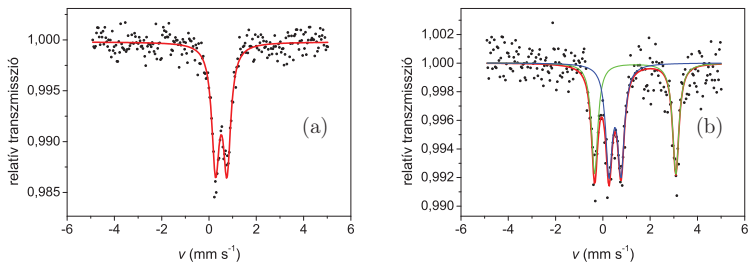 relatív transzmisszió
1,000
0,995
0,990
0,985
(a)
-6 -4 -2 0 2 4 6
v (mm s⁻¹)
relatív transzmisszió
1,002
1,000
0,998
0,996
0,994
0,992
0,990
(b)
-6 -4 -2 0 2 4 6
v (mm s⁻¹)